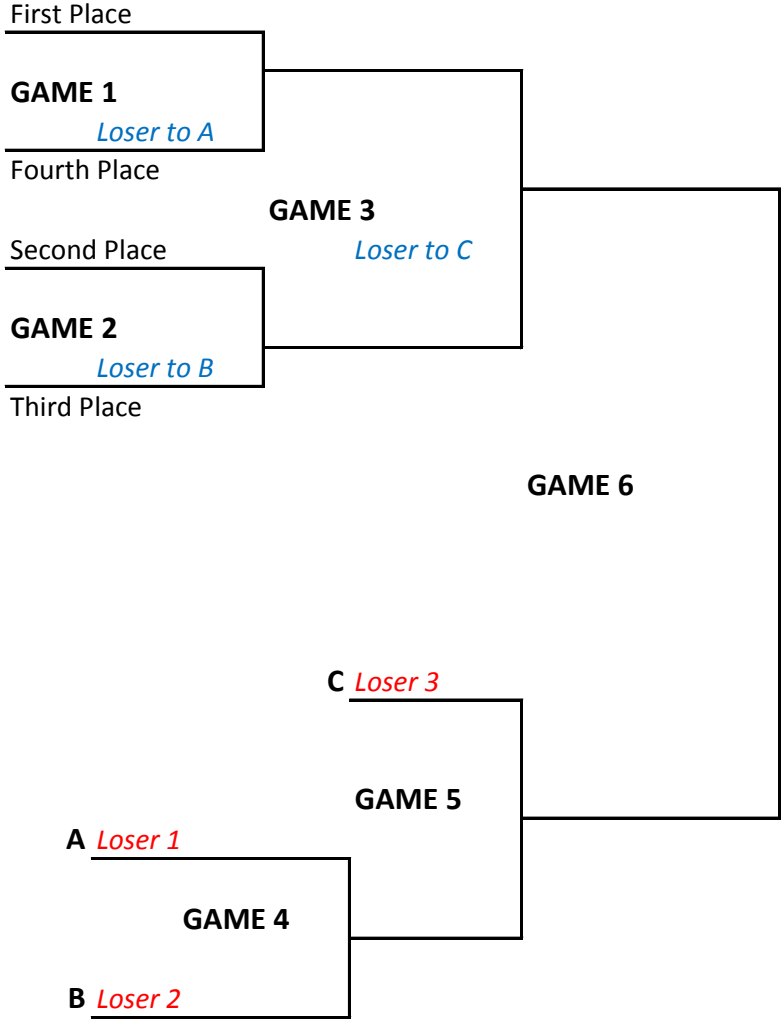 First Place
GAME 1
Loser to A
Fourth Place
GAME 3
Second Place
Loser to C
GAME 2
Loser to B
Third Place
GAME 6
C Loser 3
GAME 5
A Loser 1
GAME 4
B Loser 2